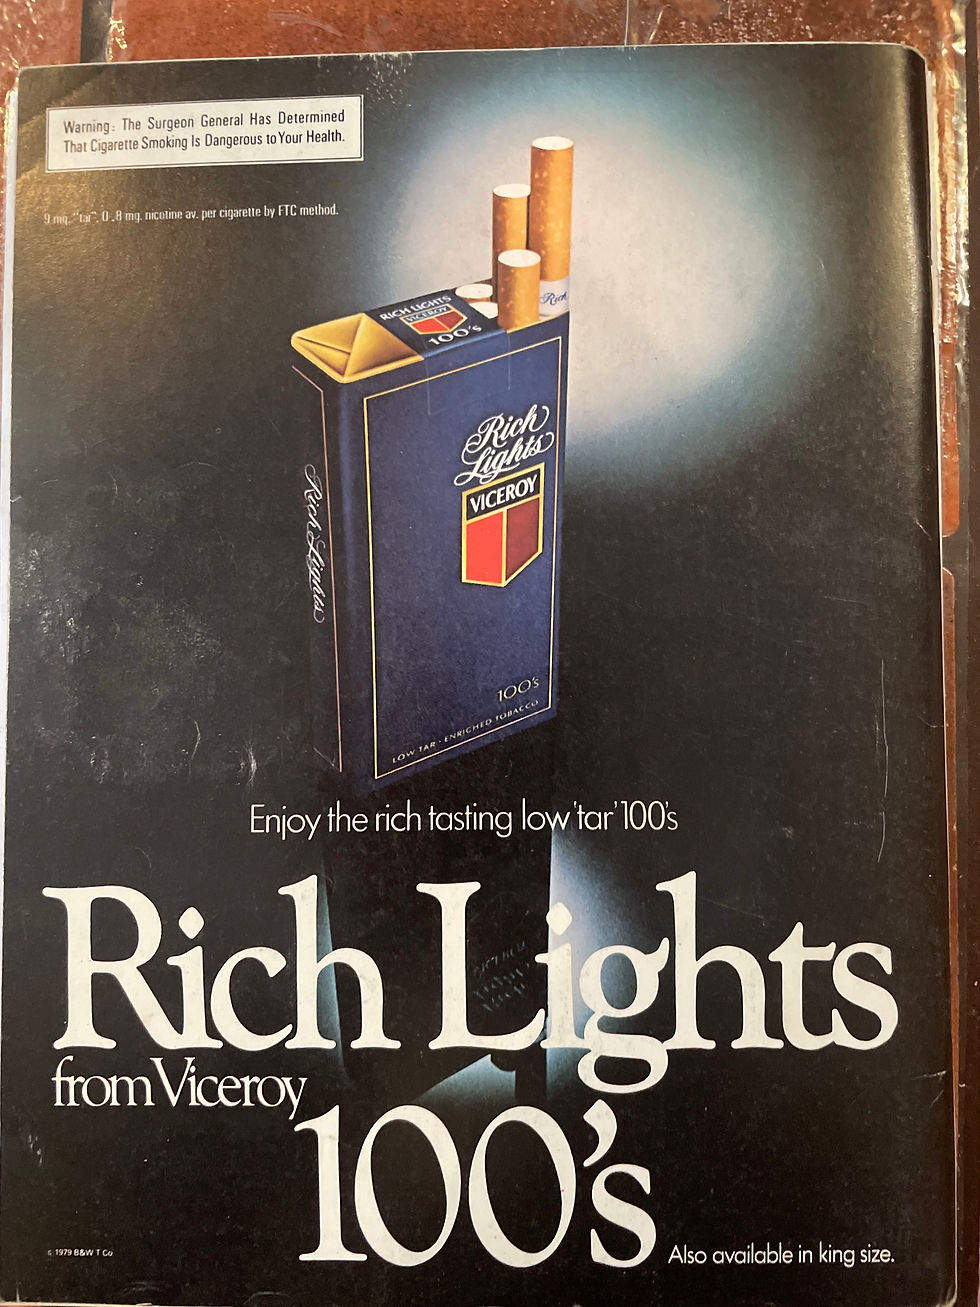 Warning: The Surgeon General Has Determined
That Cigarette Smoking Is Dangerous to Your Health.
9 mg. "tar", 0.8 mg. nicotine av. per cigarette by FTC method.
Rich
RICH LIGHTS
VICEROY
100's
Rich
Lights
VICEROY
Rich Lights
100's
LOW TAR · ENRICHED TOBACCO
Enjoy the rich tasting low 'tar' 100's
Rich Lights
from Viceroy
100's
© 1979 B&W T Co
Also available in king size.